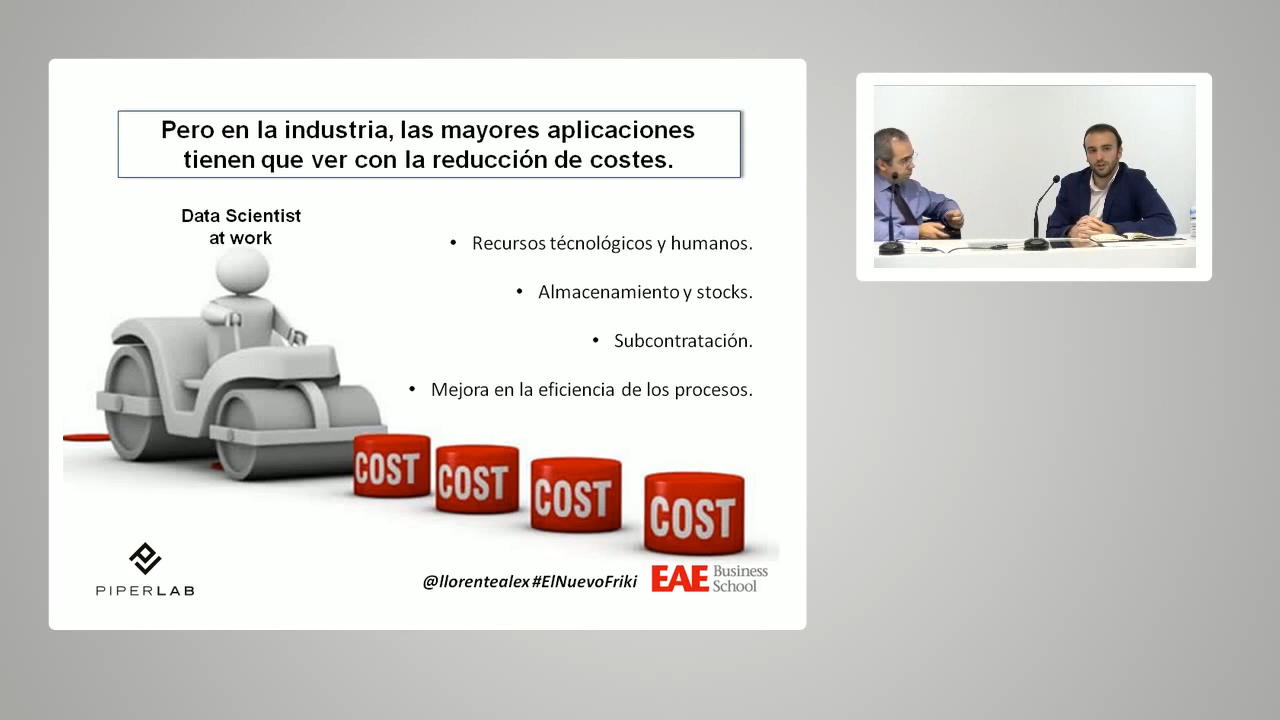 Pero en la industria, las mayores aplicaciones
tienen que ver con la reducción de costes.
Data Scientist
at work
• Recursos técnológicos y humanos.
• Almacenamiento y stocks.
• Subcontratación.
• Mejora en la eficiencia de los procesos.
COST
COST
COST
COST
PIPERLAB
@llorentealex #ElNuevoFriki
EAE Business
School